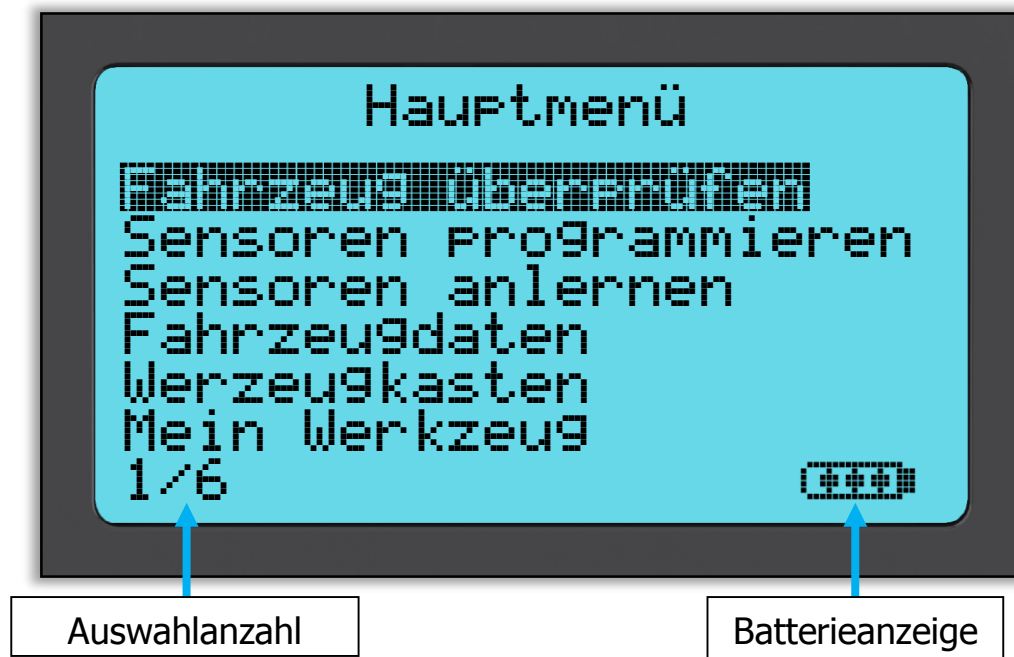 Hauptmenü
Fahrzeug überprüfen
Sensoren programmieren
Sensoren anlernen
Fahrzeugdaten
Werzeugkasten
Mein Werkzeug
1/6
Auswahlanzahl
Batterieanzeige